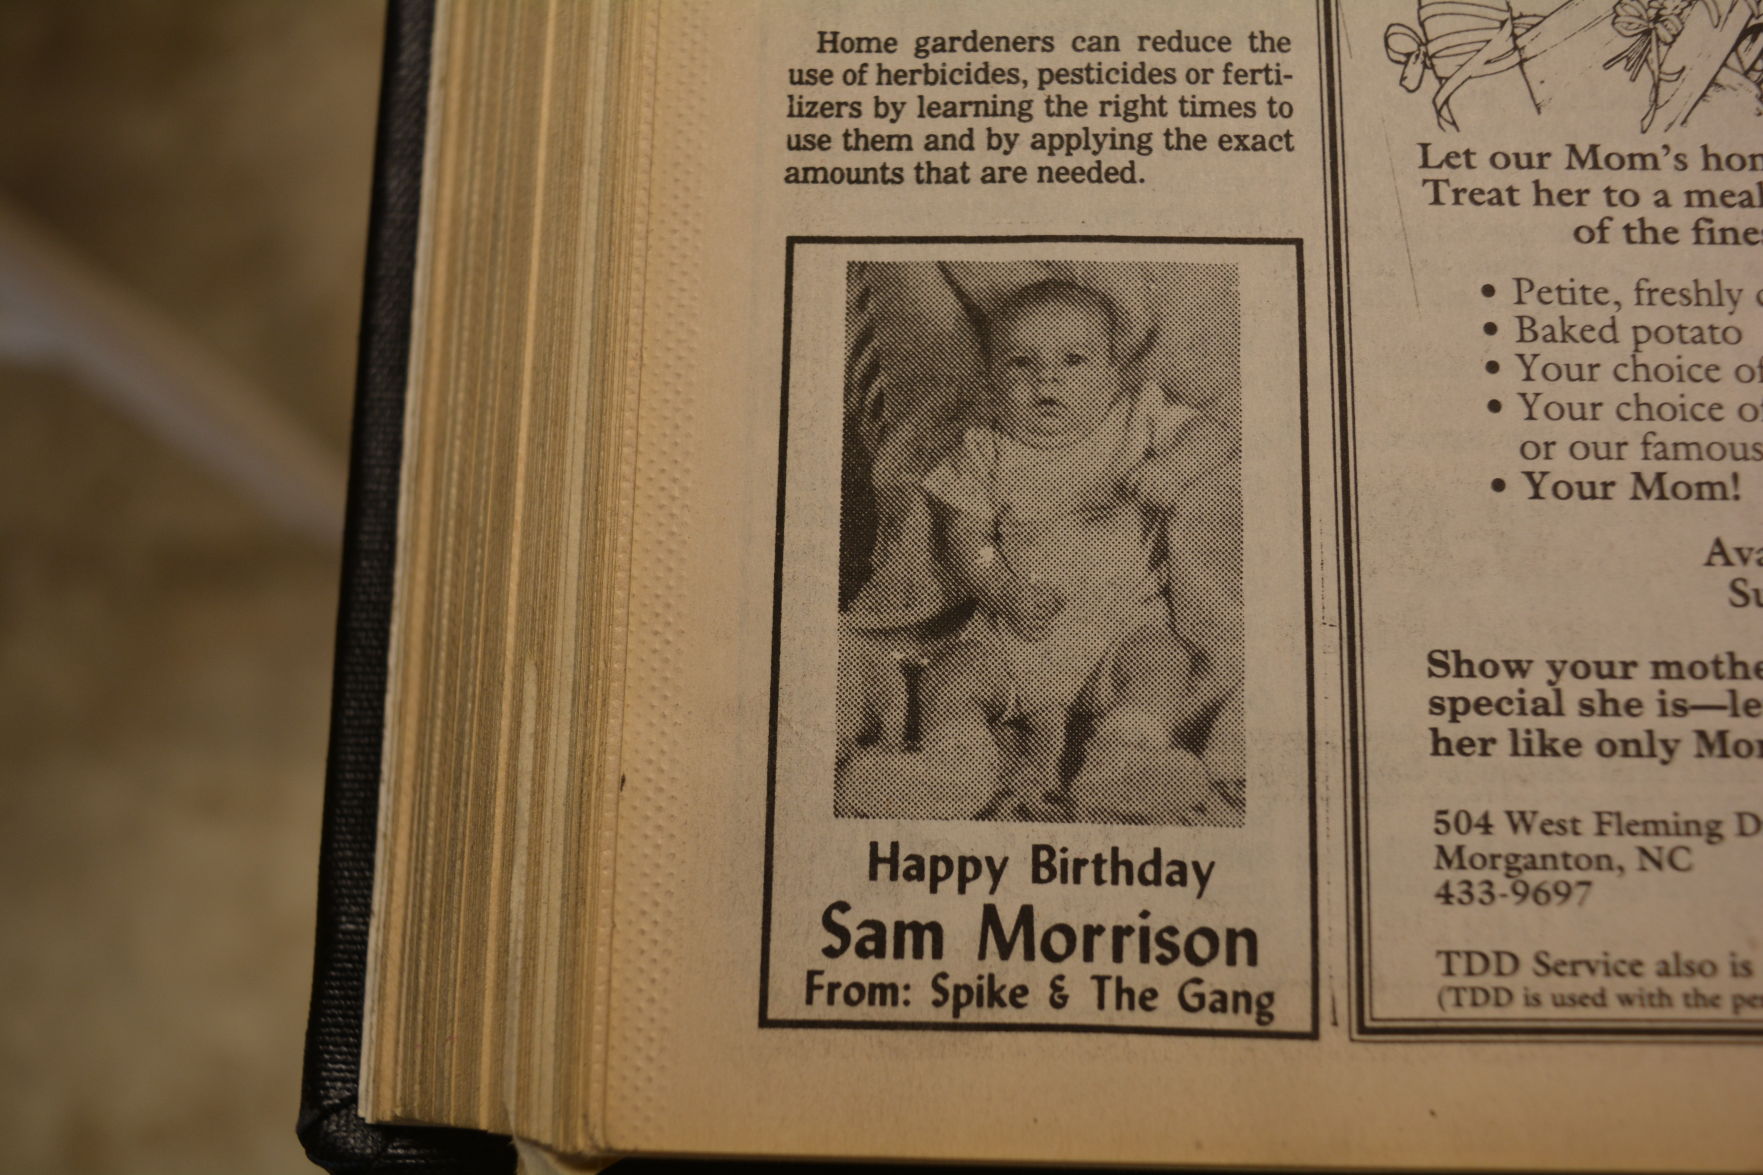 Home gardeners can reduce the
use of herbicides, pesticides or ferti-
lizers by learning the right times to
use them and by applying the exact
amounts that are needed.
Happy Birthday
Sam Morrison
From: Spike & The Gang
Let our Mom's
Treat her to a
of the
• Petite, freshly
• Baked potato
• Your choice of
• Your choice
or our famous
• Your Mom!
Show your
special she is—
her like only
504 West Fleming
Morganton, NC
433-9697
TDD Service also is
(TDD is used with the